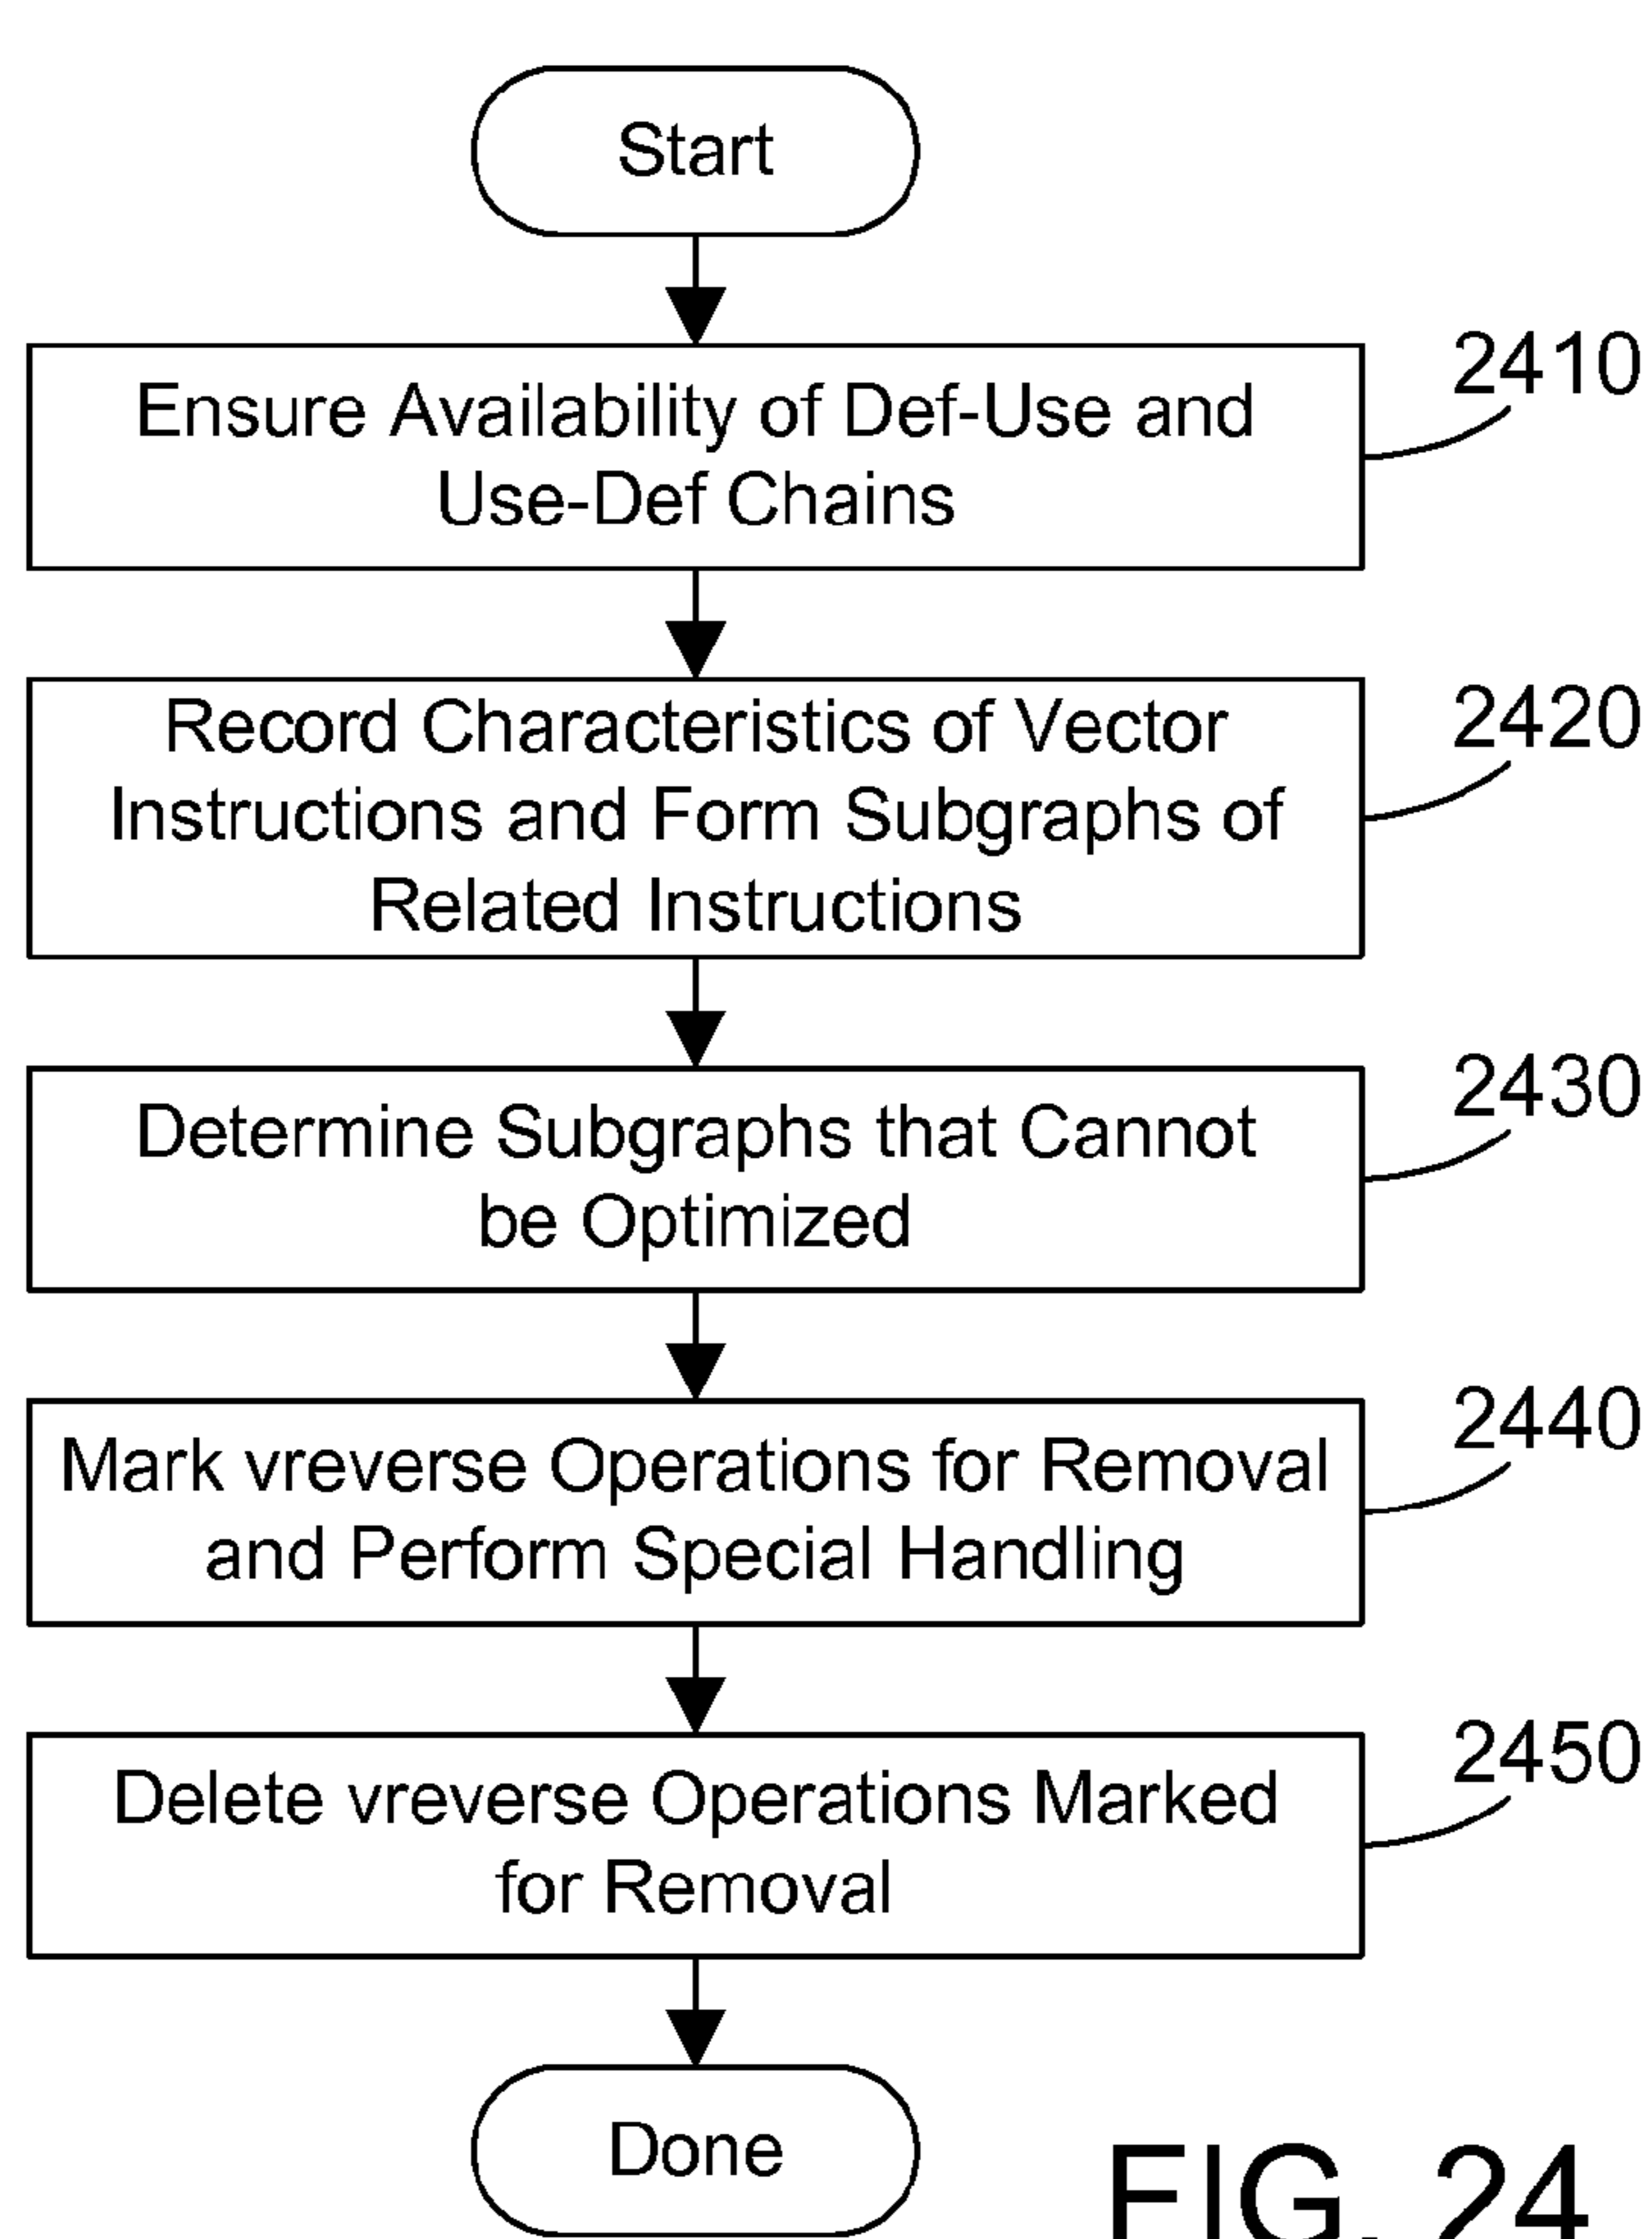 Start
2410
Ensure Availability of Def-Use and
Use-Def Chains
2420
Record Characteristics of Vector
Instructions and Form Subgraphs of
Related Instructions
2430
Determine Subgraphs that Cannot
be Optimized
2440
Mark vreverse Operations for Removal
and Perform Special Handling
2450
Delete vreverse Operations Marked
for Removal
Done
FIG. 24